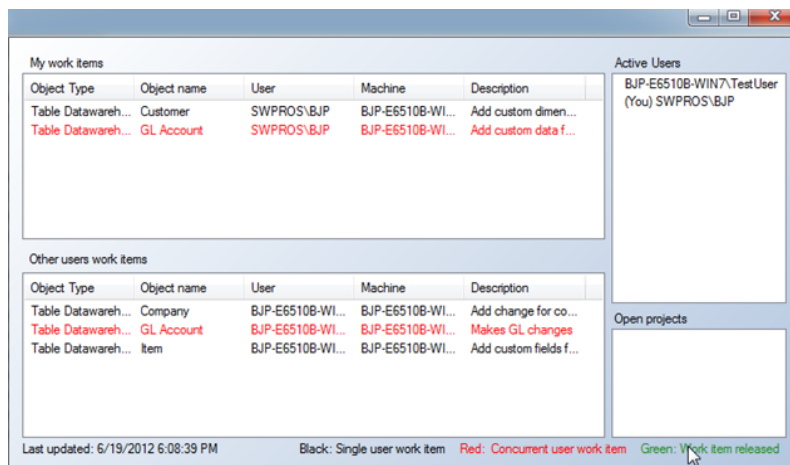 My work items
Object Type Object name User Machine Description
Table Datawareh... Customer SWPROS\BJP BJP-E6510B-WI... Add custom dimen...
Table Datawareh... GL Account SWPROS\BJP BJP-E6510B-WI... Add custom data f...
Other users work items
Object Type Object name User Machine Description
Table Datawareh... Company BJP-E6510B-WI... BJP-E6510B-WI... Add change for co...
Table Datawareh... GL Account BJP-E6510B-WI... BJP-E6510B-WI... Makes GL changes
Table Datawareh... Item BJP-E6510B-WI... BJP-E6510B-WI... Add custom fields f...
Active Users
BJP-E6510B-WIN7\TestUser
(You) SWPROS\BJP
Open projects
Last updated: 6/19/2012 6:08:39 PM Black: Single user work item Red: Concurrent user work item Green: Work item released